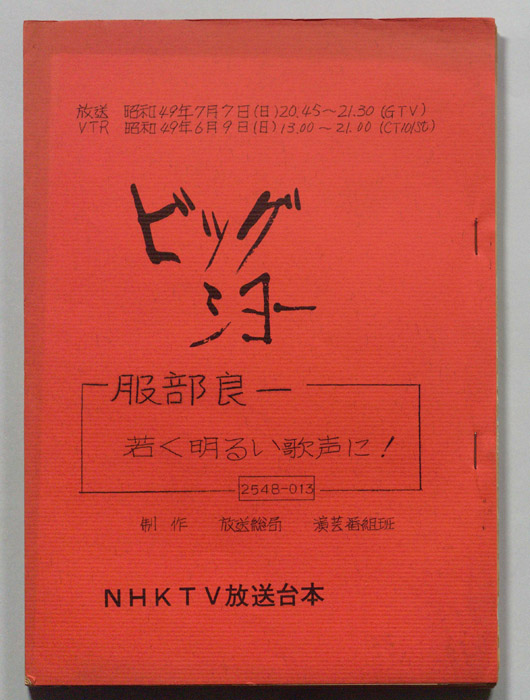 放送 昭和49年7月7日(日)20.45〜21.30(GTV)
VTR 昭和49年6月9日(日)13.00〜21.00(CT101St.)
ビッグ
ショー
服部良一
若く明るい歌声に!
2548-013
制作 放送総局 演芸番組班
NHKTV放送台本